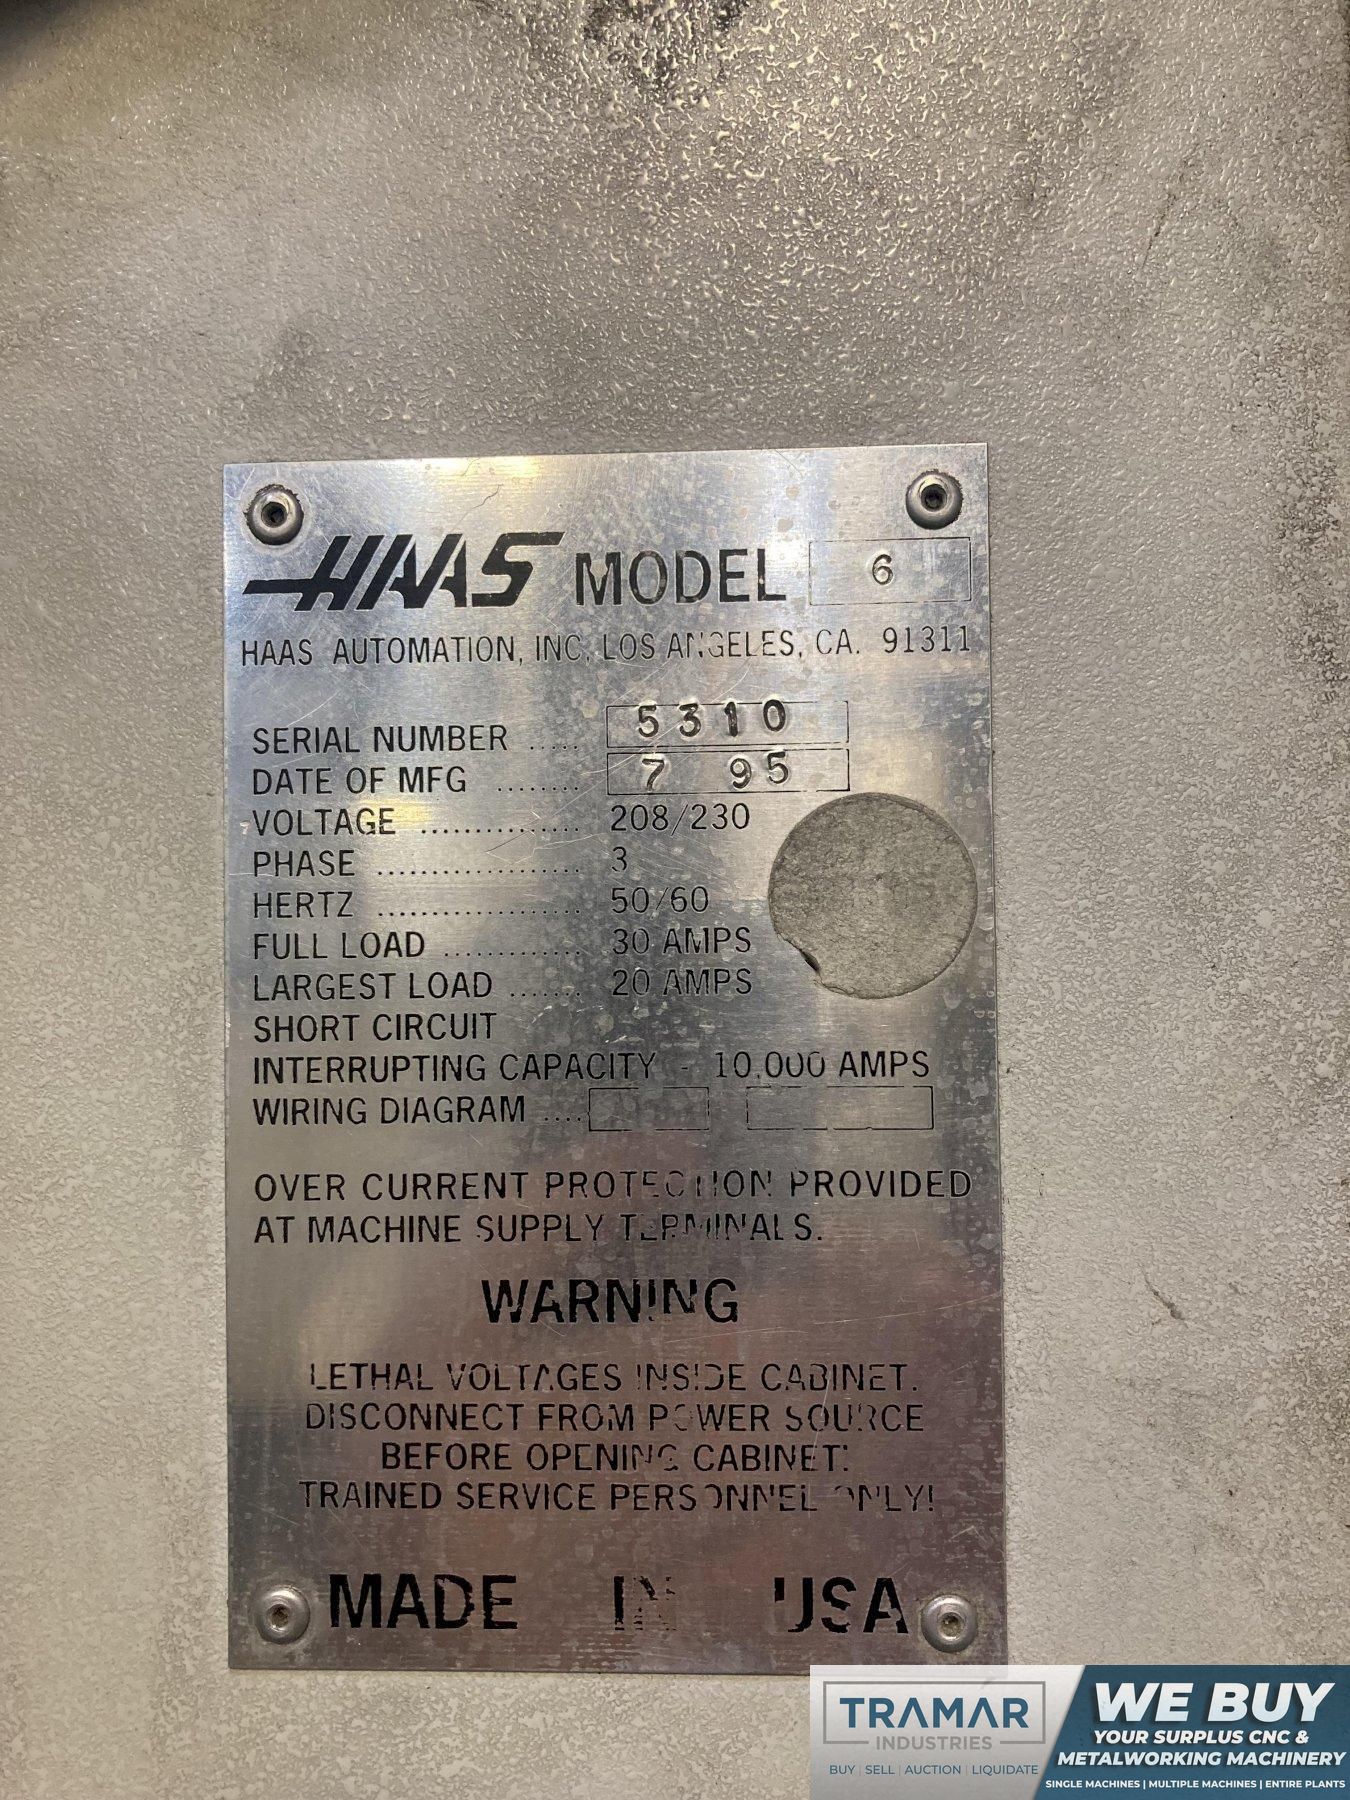 HAAS MODEL 6
HAAS AUTOMATION, INC. LOS ANGELES, CA. 91311
SERIAL NUMBER ..... 5310
DATE OF MFG ........ 7 95
VOLTAGE ............... 208/230
PHASE ................... 3
HERTZ ................... 50/60
FULL LOAD ............. 30 AMPS
LARGEST LOAD ....... 20 AMPS
SHORT CIRCUIT
INTERRUPTING CAPACITY - 10,000 AMPS
WIRING DIAGRAM ....
OVER CURRENT PROTECTION PROVIDED
AT MACHINE SUPPLY TERMINALS.
WARNING
LETHAL VOLTAGES INSIDE CABINET.
DISCONNECT FROM POWER SOURCE
BEFORE OPENING CABINET!
TRAINED SERVICE PERSONNEL ONLY!
MADE IN USA
TRAMAR
INDUSTRIES
BUY | SELL | AUCTION | LIQUIDATE
WE BUY
YOUR SURPLUS CNC &
METALWORKING MACHINERY
SINGLE MACHINES | MULTIPLE MACHINES | ENTIRE PLANTS